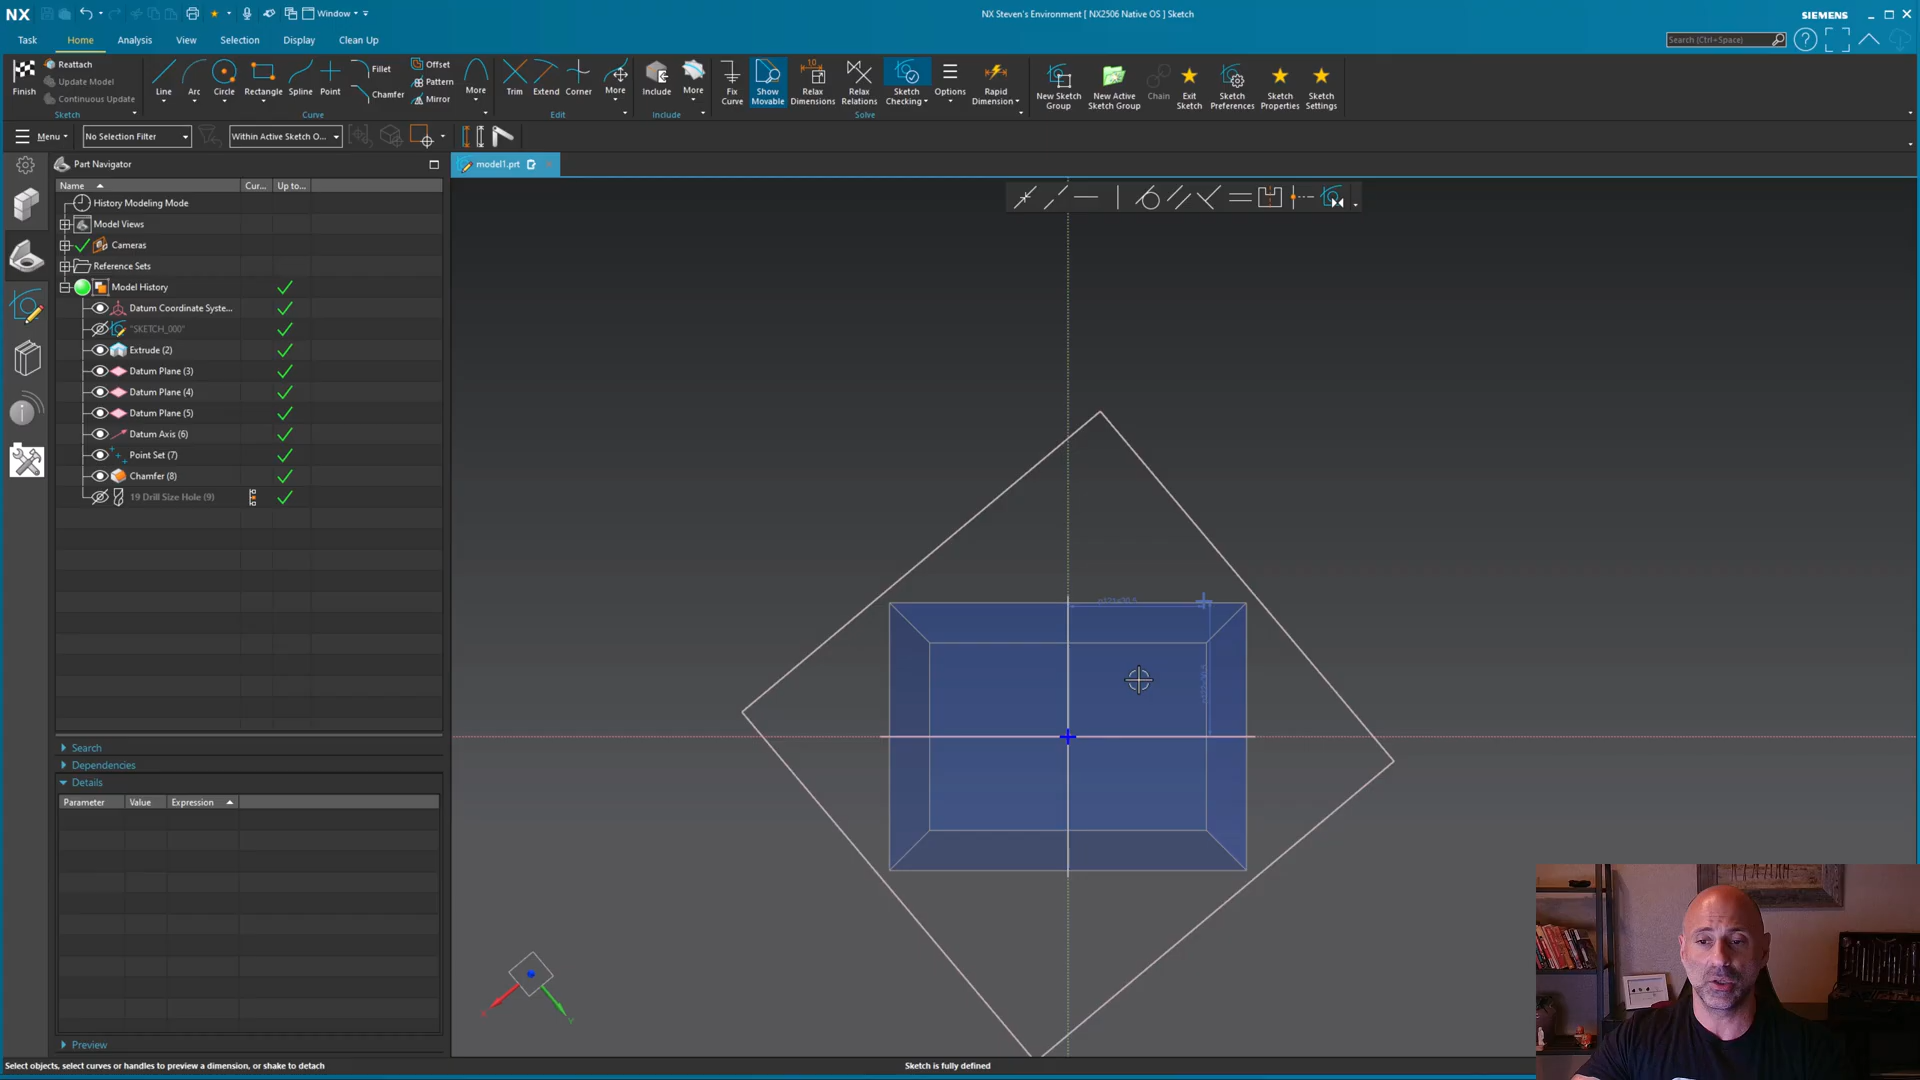 NX
Window
NX Steven's Environment [ NX2506 Native OS ] Sketch
SIEMENS
Task
Home
Analysis
View
Selection
Display
Clean Up
Search (Ctrl+Space)
Finish
Reattach
Update Model
Continuous Update
Sketch
Line
Arc
Circle
Rectangle
Spline
Point
Fillet
Chamfer
Offset
Pattern
Mirror
More
Curve
Trim
Extend
Corner
More
Edit
Include
More
Include
Fix
Curve
Show
Movable
Relax
Dimensions
Relax
Relations
Sketch
Checking
Options
Rapid
Dimension
Solve
New Sketch
Group
New Active
Sketch Group
Chain
Exit
Sketch
Sketch
Preferences
Sketch
Properties
Sketch
Settings
Menu
No Selection Filter
Within Active Sketch O...
Part Navigator
model1.prt
Name
Cur...
Up to...
History Modeling Mode
Model Views
Cameras
Reference Sets
Model History
Datum Coordinate Syste...
"SKETCH_000"
Extrude (2)
Datum Plane (3)
Datum Plane (4)
Datum Plane (5)
Datum Axis (6)
Point Set (7)
Chamfer (8)
19 Drill Size Hole (9)
Search
Dependencies
Details
Parameter
Value
Expression
Preview
Select objects, select curves or handles to preview a dimension, or shake to detach
Sketch is fully defined